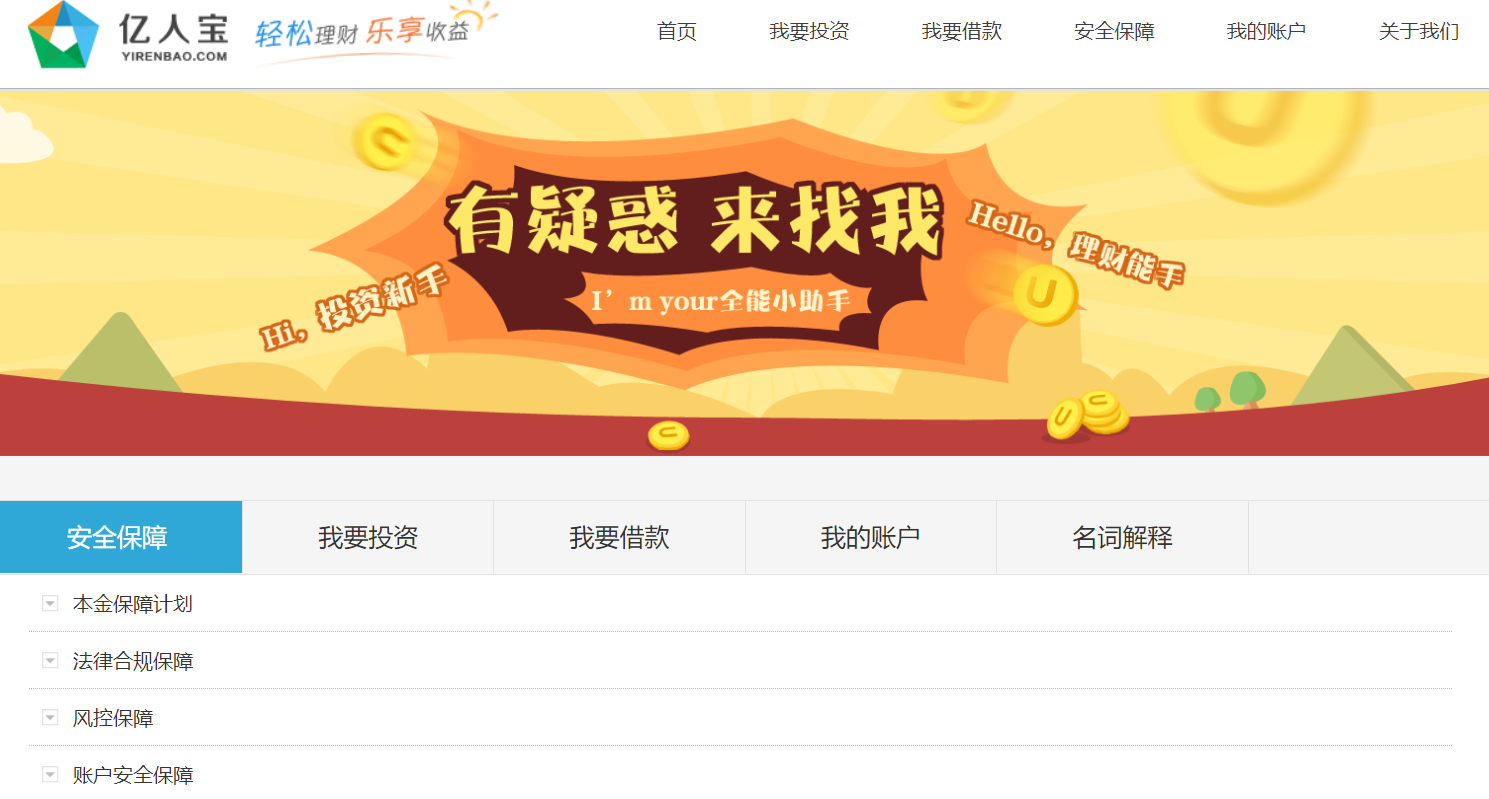 亿人宝
YIRENBAO.COM
轻松理财 乐享收益
首页 我要投资 我要借款 安全保障 我的账户 关于我们
有疑惑 来找我
Hello, 理财能手
Hi, 投资新手
I'm your全能小助手
安全保障 我要投资 我要借款 我的账户 名词解释
本金保障计划
法律合规保障
风控保障
账户安全保障